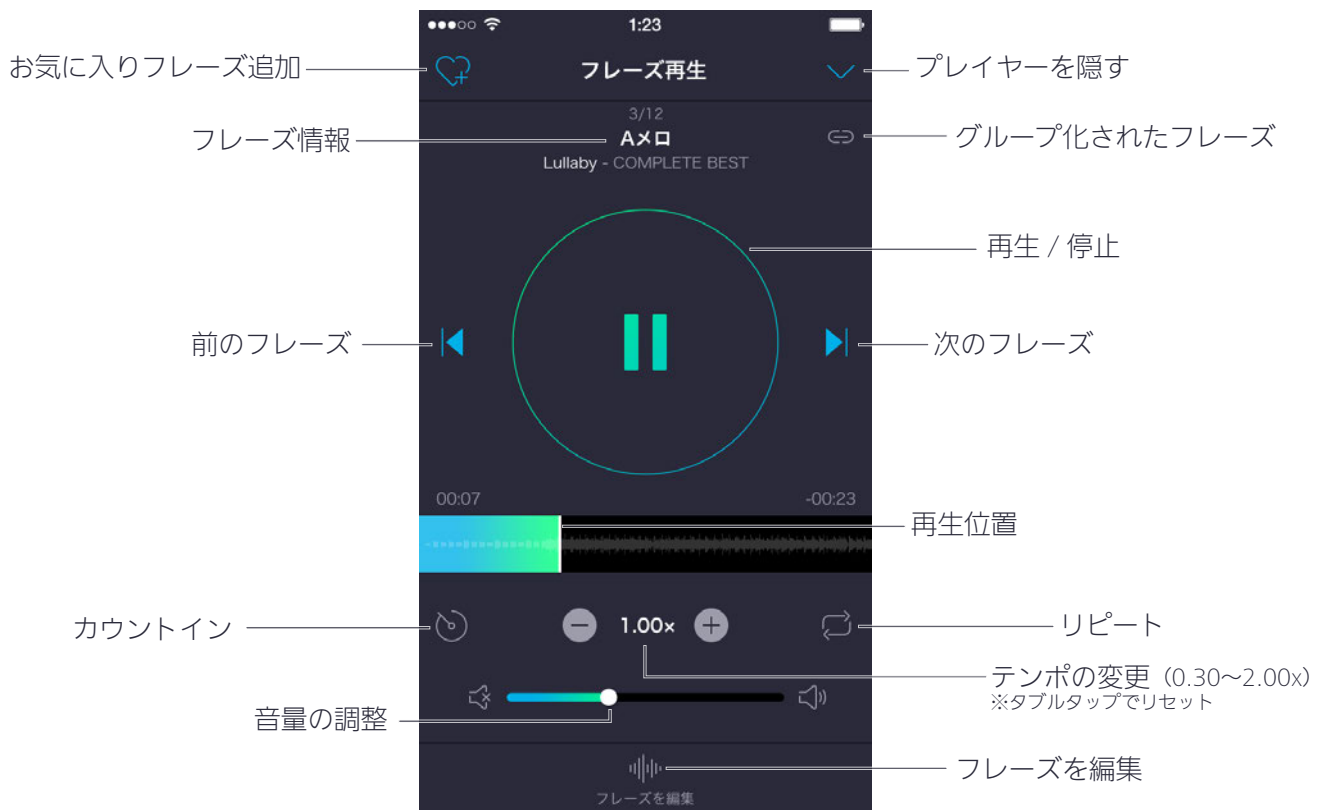 1:23
お気に入りフレーズ追加
フレーズ再生
プレイヤーを隠す
3/12
フレーズ情報
Aメロ
グループ化されたフレーズ
Lullaby - COMPLETE BEST
再生 / 停止
前のフレーズ
次のフレーズ
00:07
-00:23
再生位置
カウントイン
1.00x
リピート
テンポの変更（0.30〜2.00x）
※タブルタップでリセット
音量の調整
フレーズを編集
フレーズを編集